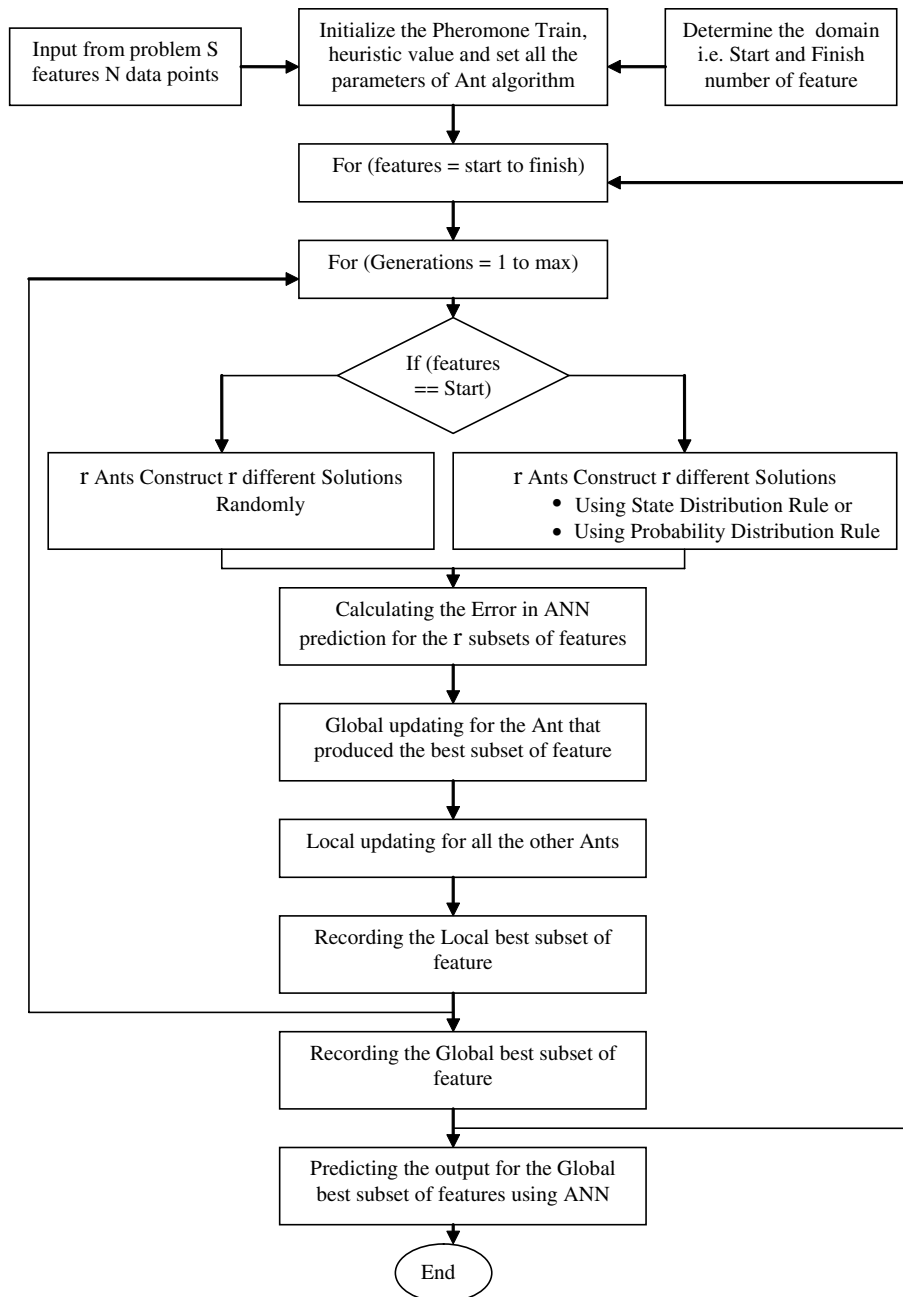 Input from problem S
features N data points
Initialize the Pheromone Train,
heuristic value and set all the
parameters of Ant algorithm
Determine the domain
i.e. Start and Finish
number of feature
For (features = start to finish)
For (Generations = 1 to max)
If (features
== Start)
r Ants Construct r different Solutions
Randomly
r Ants Construct r different Solutions
• Using State Distribution Rule or
• Using Probability Distribution Rule
Calculating the Error in ANN
prediction for the r subsets of features
Global updating for the Ant that
produced the best subset of feature
Local updating for all the other Ants
Recording the Local best subset of
feature
Recording the Global best subset of
feature
Predicting the output for the Global
best subset of features using ANN
End